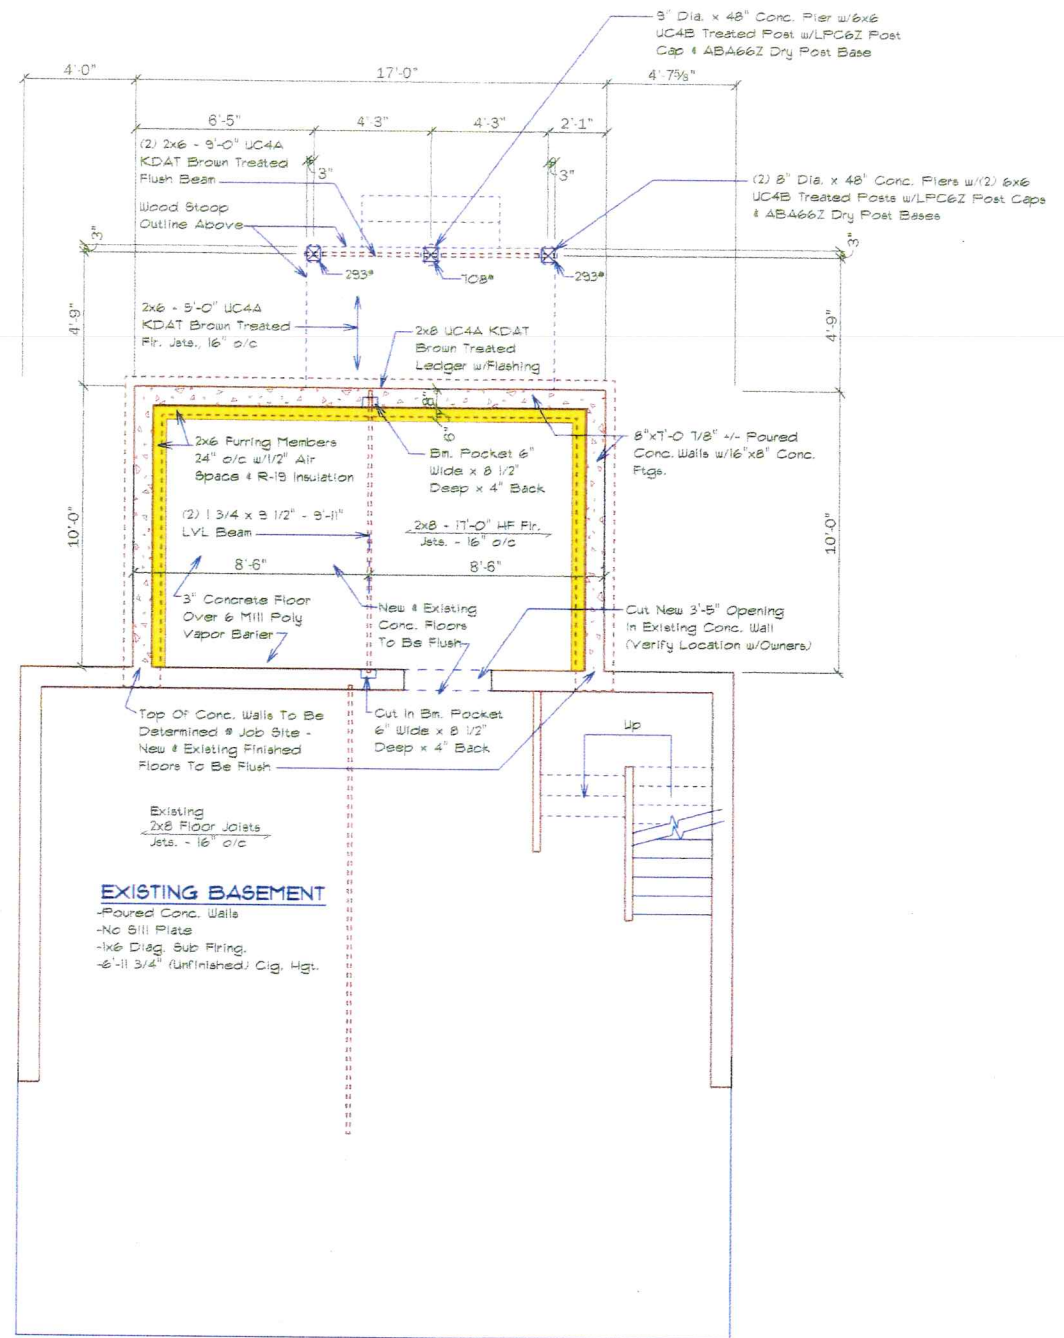 9" Dia. x 48" Conc. Pier w/6x6
UC4B Treated Post w/LPC6Z Post
Cap & ABA66Z Dry Post Base
4'-0"
17'-0"
4'-7 5/8"
6'-5"
4'-3"
4'-3"
2'-1"
(2) 2x6 - 9'-0" UC4A
KDAT Brown Treated
Flush Beam
3"
3"
(2) 8" Dia. x 48" Conc. Piers w/(2) 6x6
UC4B Treated Posts w/LPC6Z Post Caps
& ABA66Z Dry Post Bases
Wood Stoop
Outline Above
3"
3"
293#
708#
293#
4'-9"
4'-9"
2x6 - 5'-0" UC4A
KDAT Brown Treated
Flr. Jsts., 16" o/c
2x8 UC4A KDAT
Brown Treated
Ledger w/Flashing
8"
6"
2x6 Furring Members
24" o/c w/1/2" Air
Space & R-19 Insulation
Bm. Pocket 6"
Wide x 8 1/2"
Deep x 4" Back
8"x7'-0 7/8" +/- Poured
Conc. Walls w/16"x8" Conc.
Ftgs.
(2) 1 3/4 x 9 1/2" - 9'-11"
LVL Beam
2x8 - 17'-0" HF Flr.
Jsts. - 16" o/c
10'-0"
10'-0"
8'-6"
8'-6"
3" Concrete Floor
Over 6 Mill Poly
Vapor Barier
New & Existing
Conc. Floors
To Be Flush
Cut New 3'-5" Opening
In Existing Conc. Wall
(Verify Location w/Owners)
Top Of Conc. Walls To Be
Determined @ Job Site -
New & Existing Finished
Floors To Be Flush
Cut In Bm. Pocket
6" Wide x 8 1/2"
Deep x 4" Back
Up
Existing
2x8 Floor Joists
Jsts. - 16" o/c
EXISTING BASEMENT
-Poured Conc. Walls
-No Sill Plate
-1x6 Diag. Sub Flring.
-6'-11 3/4" (Unfinished) Clg. Hgt.